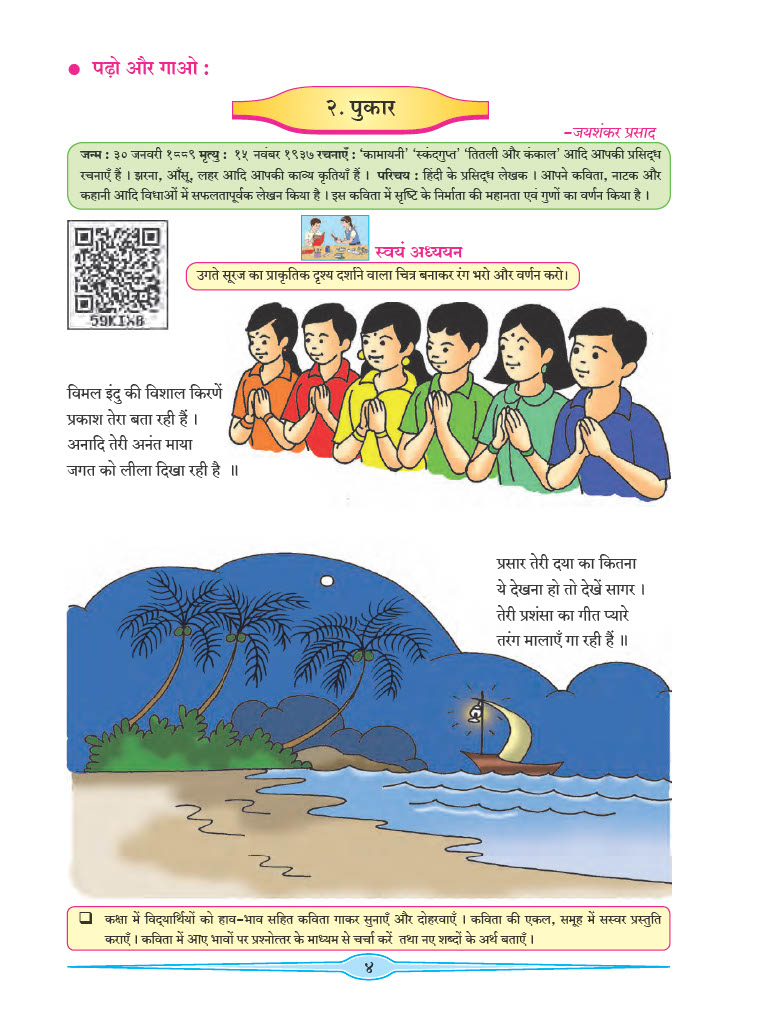 ● पढ़ो और गाओ :
२. पुकार
–जयशंकर प्रसाद
जन्म : ३० जनवरी १८८९ मृत्यु : १५ नवंबर १९३७ रचनाएँ : ‘कामायनी’ ‘स्कंदगुप्त’ ‘तितली और कंकाल’ आदि आपकी प्रसिद्ध
रचनाएँ हैं । झरना, आँसू, लहर आदि आपकी काव्य कृतियाँ हैं । परिचय : हिंदी के प्रसिद्ध लेखक । आपने कविता, नाटक और
कहानी आदि विधाओं में सफलतापूर्वक लेखन किया है । इस कविता में सृष्टि के निर्माता की महानता एवं गुणों का वर्णन किया है ।
स्वयं अध्ययन
उगते सूरज का प्राकृतिक दृश्य दर्शाने वाला चित्र बनाकर रंग भरो और वर्णन करो।
59KIXB
विमल इंदु की विशाल किरणें
प्रकाश तेरा बता रही हैं ।
अनादि तेरी अनंत माया
जगत को लीला दिखा रही है ॥
प्रसार तेरी दया का कितना
ये देखना हो तो देखें सागर ।
तेरी प्रशंसा का गीत प्यारे
तरंग मालाएँ गा रही हैं ॥
❑ कक्षा में विद्यार्थियों को हाव–भाव सहित कविता गाकर सुनाएँ और दोहरवाएँ । कविता की एकल, समूह में सस्वर प्रस्तुति
कराएँ । कविता में आए भावों पर प्रश्नोत्तर के माध्यम से चर्चा करें तथा नए शब्दों के अर्थ बताएँ ।
४